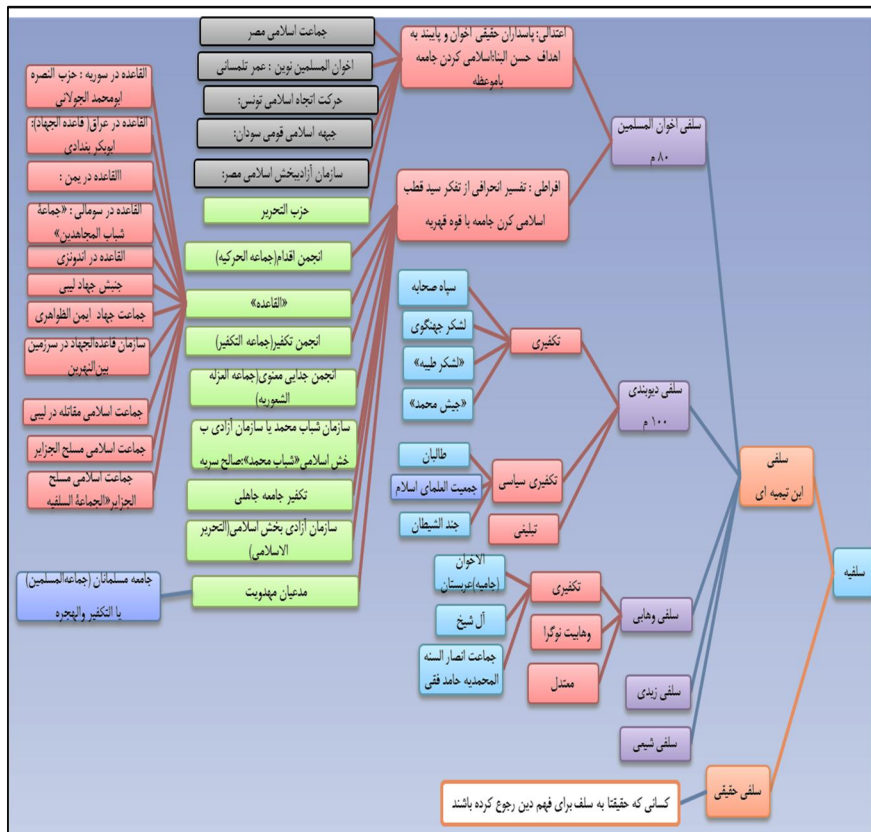 سلفیه
سلفی
ابن تیمیه ای
سلفی حقیقی
کسانی که حقیقتا به سلف برای فهم دین رجوع کرده باشند
سلفی اخوان المسلمین
۸۰ م
اعتدالی: پاسداران حقیقی اخوان و پایبند به
اهداف حسن البنا:اسلامی کردن جامعه
باموعظه
جماعت اسلامی مصر
اخوان المسلمین نوین : عمر تلمسانی
حرکت اتجاه اسلامی تونس:
جبهه اسلامی قومی سودان:
سازمان آزادیبخش اسلامی مصر:
حزب التحریر
افراطی : تفسیر انحرافی از تفکر سید قطب
اسلامی کرن جامعه با قوه قهریه
انجمن اقدام(جماعه الحرکیه)
«القاعده»
القاعده در سوریه : حزب النصره
ابومحمد الجولانی
القاعده در عراق( قاعده الجهاد):
ابوبکر بغدادی
االقاعده در یمن :
القاعده در سومالی : «جماعة
شباب المجاهدین»
القاعده در اندونزی
جنبش جهاد لیبی
جماعت جهاد ایمن الظواهری
سازمان قاعدهالجهاد در سرزمین
بین‌النهرین
جماعت اسلامی مقاتله در لیبی
جماعت اسلامی مسلح الجزایر
جماعت اسلامی مسلح
الجزایر«الجماعة السلفیه
انجمن تکفیر(جماعه التکفیر)
انجمن جدایی معنوی(جماعه العزله
الشعوریه)
سازمان شباب محمد یا سازمان آزادی ب
خش اسلامی«شباب محمد»:صالح سریه
تکفیر جامعه جاهلی
سازمان آزادی بخش اسلامی(التحریر
الاسلامی)
مدعیان مهدویت
جامعه مسلمانان (جماعهالمسلمین)
یا التکفیر والهجره
سلفی دیوبندی
۱۰۰ م
تکفیری
سپاه صحابه
لشکر جهنگوی
«لشکر طیبه»
«جیش محمد»
تکفیری سیاسی
طالبان
جمعیت العلمای اسلام
جند الشیطان
تبلیغی
سلفی وهابی
تکفیری
الاخوان
(جامیه)عربستان
آل شیخ
جماعت انصار السنه
المحمدیه حامد فقی
وهابیت نوگرا
معتدل
سلفی زیدی
سلفی شیعی